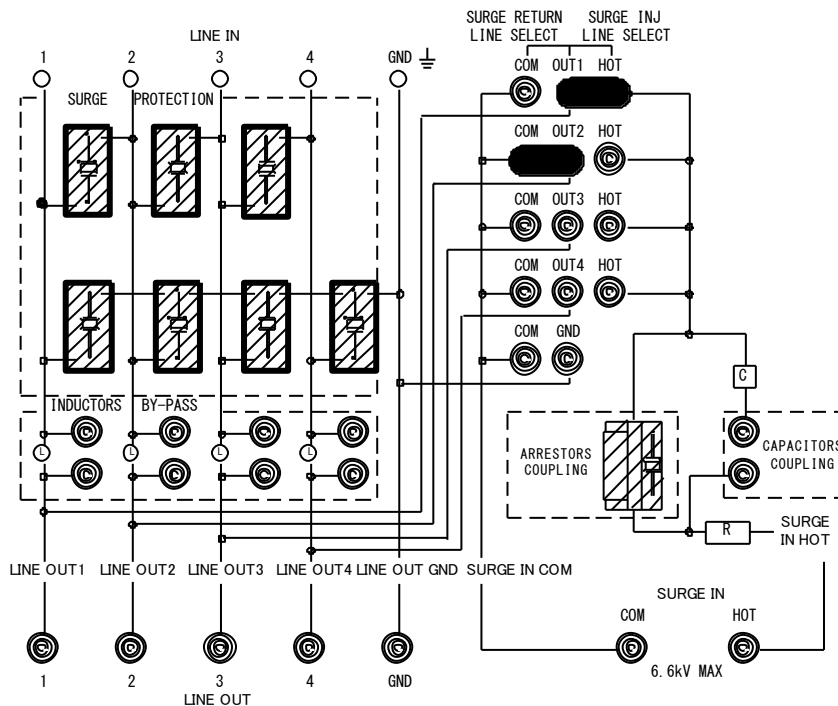 SURGE RETURN SURGE INJ
LINE SELECT LINE SELECT
LINE IN
1 2 3 4 GND
COM OUT1 HOT
SURGE PROTECTION
COM OUT2 HOT
COM OUT3 HOT
COM OUT4 HOT
COM GND
C
INDUCTORS BY-PASS
L L L L
ARRESTORS
COUPLING
CAPACITORS
COUPLING
R
SURGE
IN HOT
LINE OUT1 LINE OUT2 LINE OUT3 LINE OUT4 LINE OUT GND SURGE IN COM
SURGE IN
COM HOT
6.6kV MAX
1 2 3 4 GND
LINE OUT